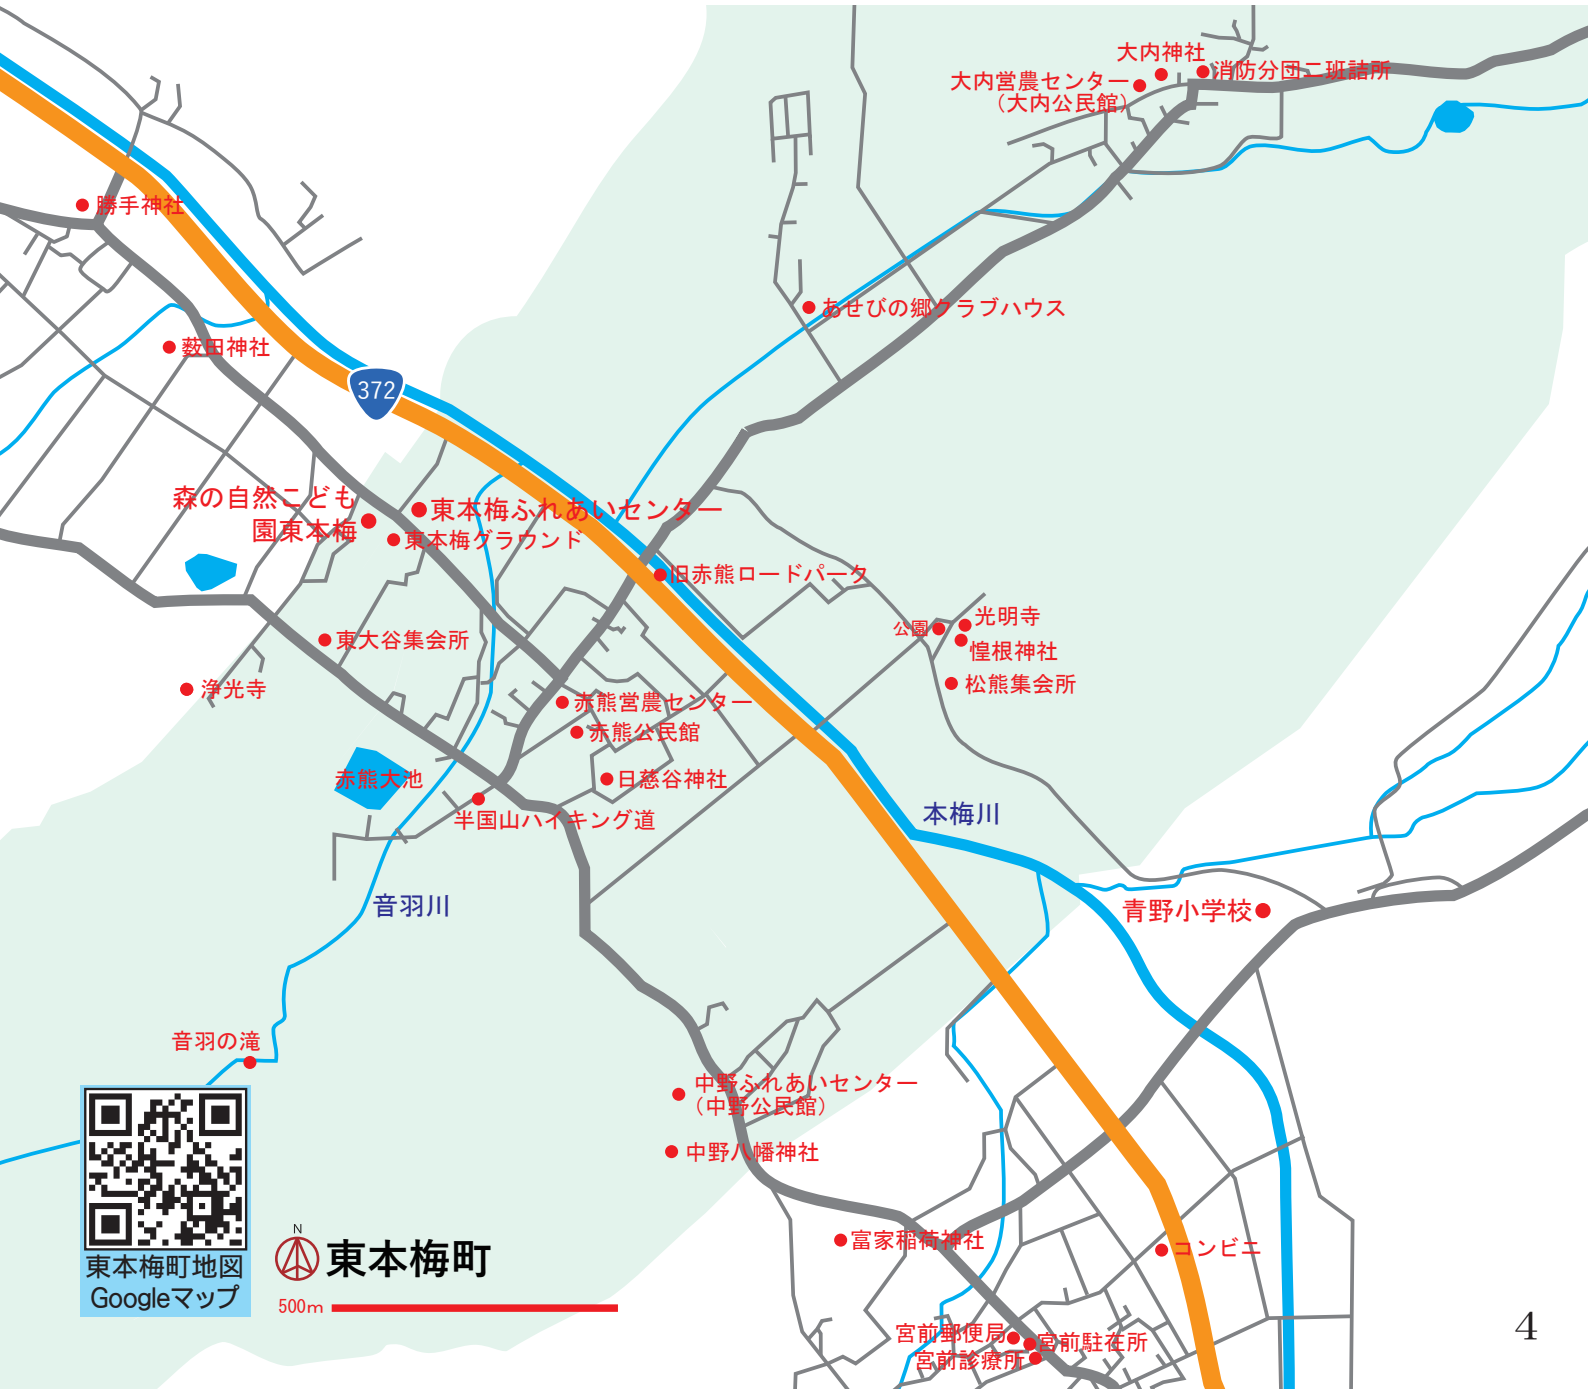 大内神社
消防分団二班詰所
大内営農センター
（大内公民館）
勝手神社
あせびの郷クラブハウス
薮田神社
372
森の自然こども
園東本梅
東本梅ふれあいセンター
東本梅グラウンド
旧赤熊ロードパーク
公園
光明寺
惶根神社
松熊集会所
東大谷集会所
浄光寺
赤熊営農センター
赤熊公民館
赤熊大池
日慈谷神社
半国山ハイキング道
本梅川
音羽川
青野小学校
音羽の滝
中野ふれあいセンター
（中野公民館）
中野八幡神社
富家稲荷神社
コンビニ
宮前郵便局
宮前駐在所
宮前診療所
東本梅町地図
Googleマップ
N
東本梅町
500m
4